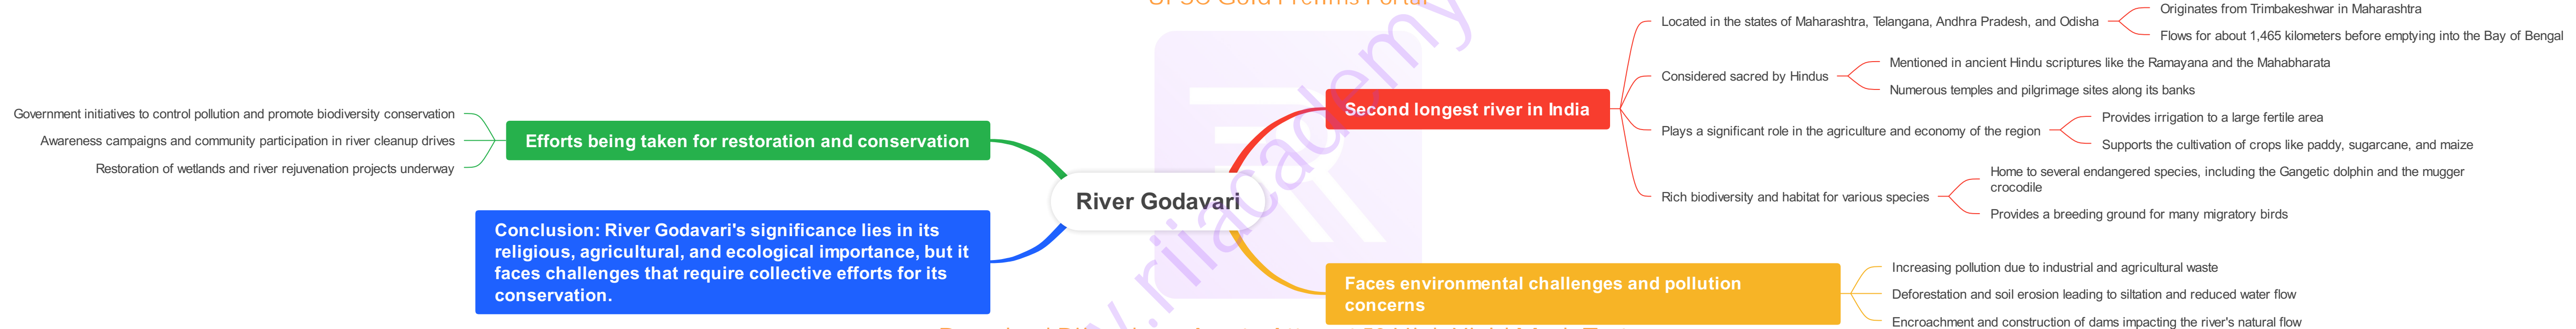 River Godavari
Second longest river in India
Located in the states of Maharashtra, Telangana, Andhra Pradesh, and Odisha
Originates from Trimbakeshwar in Maharashtra
Flows for about 1,465 kilometers before emptying into the Bay of Bengal
Considered sacred by Hindus
Mentioned in ancient Hindu scriptures like the Ramayana and the Mahabharata
Numerous temples and pilgrimage sites along its banks
Plays a significant role in the agriculture and economy of the region
Provides irrigation to a large fertile area
Supports the cultivation of crops like paddy, sugarcane, and maize
Rich biodiversity and habitat for various species
Home to several endangered species, including the Gangetic dolphin and the mugger
crocodile
Provides a breeding ground for many migratory birds
Faces environmental challenges and pollution
concerns
Increasing pollution due to industrial and agricultural waste
Deforestation and soil erosion leading to siltation and reduced water flow
Encroachment and construction of dams impacting the river's natural flow
Efforts being taken for restoration and conservation
Government initiatives to control pollution and promote biodiversity conservation
Awareness campaigns and community participation in river cleanup drives
Restoration of wetlands and river rejuvenation projects underway
Conclusion: River Godavari's significance lies in its
religious, agricultural, and ecological importance, but it
faces challenges that require collective efforts for its
conservation.